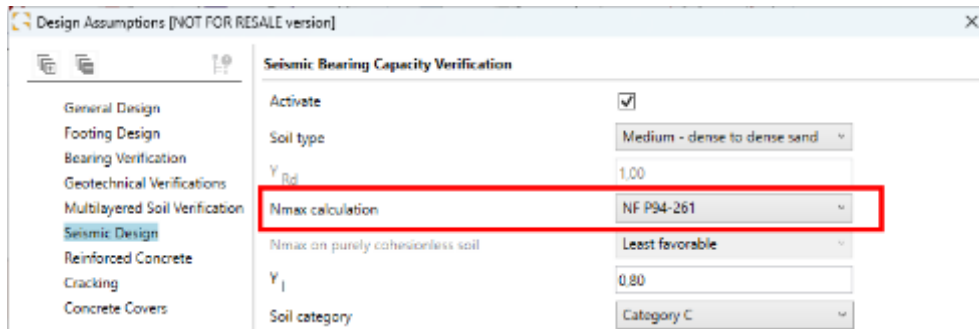 Design Assumptions [NOT FOR RESALE version]
Seismic Bearing Capacity Verification
General Design
Footing Design
Bearing Verification
Geotechnical Verifications
Multilayered Soil Verification
Seismic Design
Reinforced Concrete
Cracking
Concrete Covers
Activate
Soil type Medium - dense to dense sand
γ Rd 1,00
Nmax calculation NF P94-261
Nmax on purely cohesionless soil Least favorable
γ I 0,80
Soil category Category C